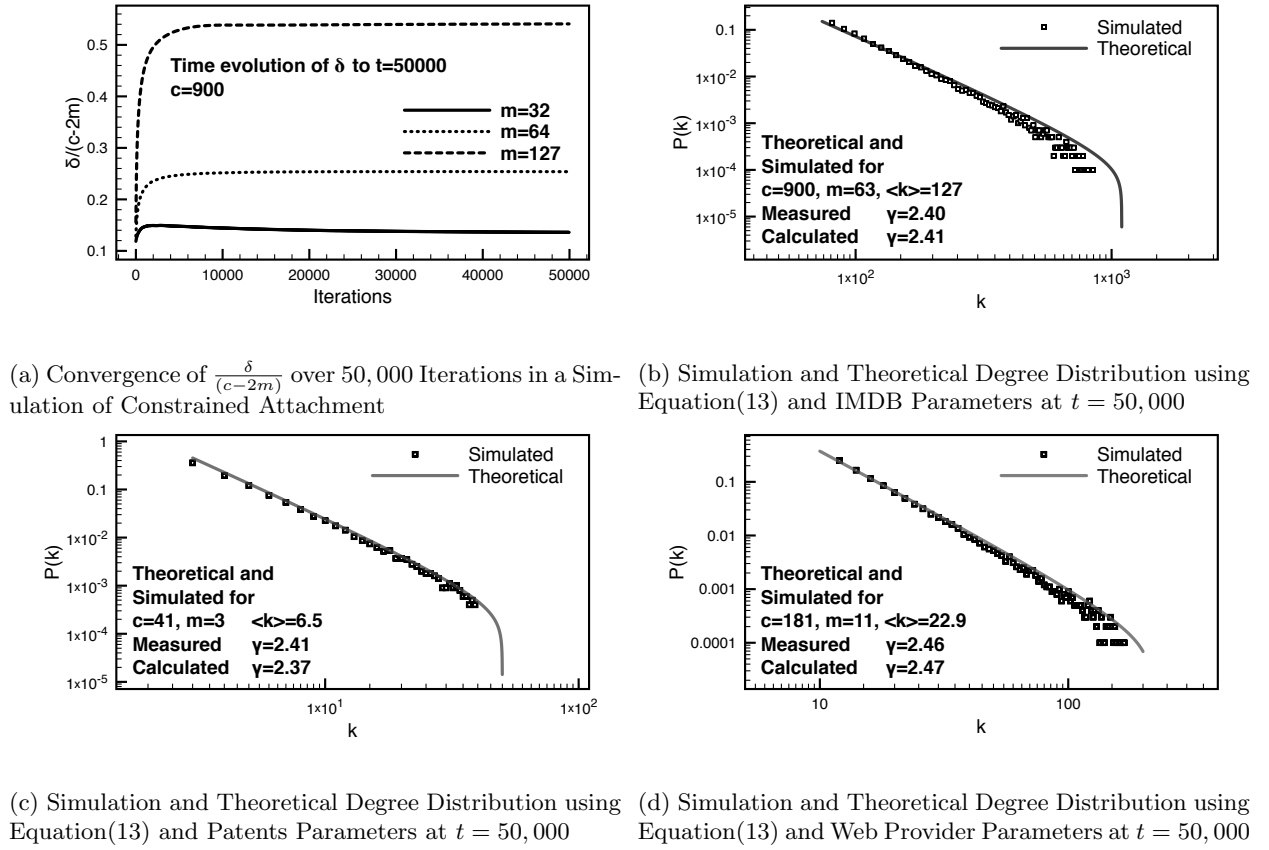 0.5
0.4
0.3
0.2
0.1
δ/(c-2m)
Time evolution of δ to t=50000
c=900
m=32
m=64
m=127
0 10000 20000 30000 40000 50000
Iterations
0.1
1×10⁻²
1×10⁻³
1×10⁻⁴
1×10⁻⁵
P(k)
Simulated
Theoretical
Theoretical and
Simulated for
c=900, m=63, <k>=127
Measured γ=2.40
Calculated γ=2.41
1×10² 1×10³
k
(a) Convergence of δ/(c−2m) over 50,000 Iterations in a Sim-
ulation of Constrained Attachment
(b) Simulation and Theoretical Degree Distribution using
Equation(13) and IMDB Parameters at t = 50,000
1
0.1
1×10⁻²
1×10⁻³
1×10⁻⁴
1×10⁻⁵
P(k)
Simulated
Theoretical
Theoretical and
Simulated for
c=41, m=3 <k>=6.5
Measured γ=2.41
Calculated γ=2.37
1×10¹ 1×10²
k
0.1
0.01
0.001
0.0001
P(k)
Simulated
Theoretical
Theoretical and
Simulated for
c=181, m=11, <k>=22.9
Measured γ=2.46
Calculated γ=2.47
10 100
k
(c) Simulation and Theoretical Degree Distribution using
Equation(13) and Patents Parameters at t = 50,000
(d) Simulation and Theoretical Degree Distribution using
Equation(13) and Web Provider Parameters at t = 50,000